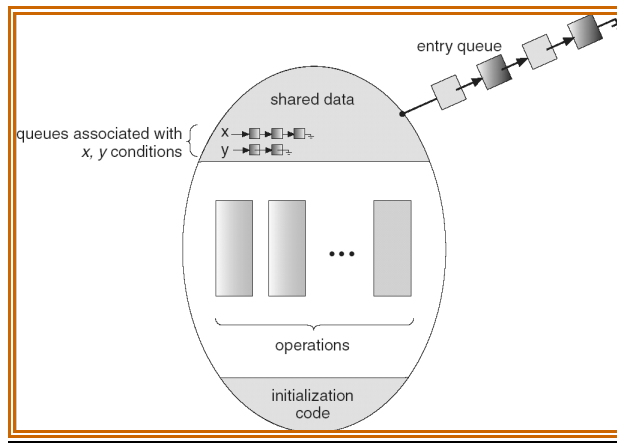 entry queue
shared data
queues associated with
x, y conditions
x
y
...
operations
initialization
code